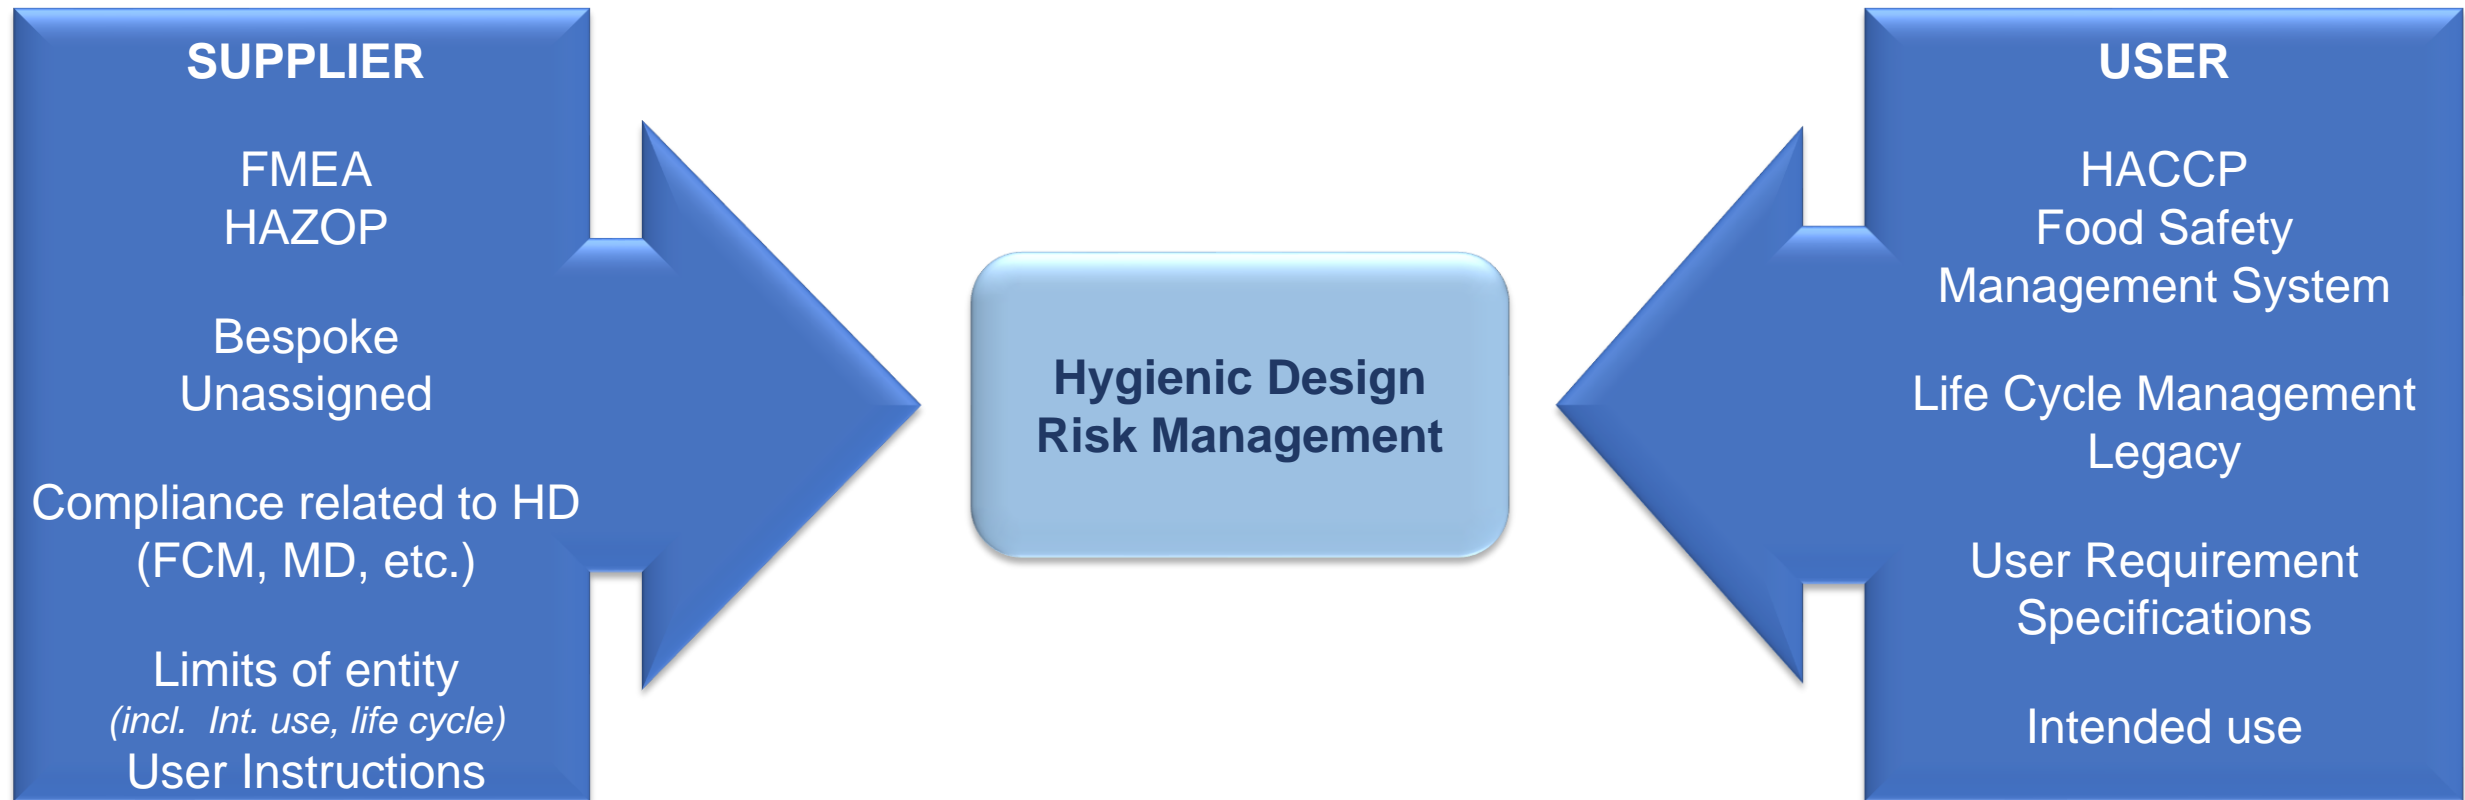 SUPPLIER
FMEA
HAZOP
Bespoke
Unassigned
Compliance related to HD
(FCM, MD, etc.)
Limits of entity
(incl. Int. use, life cycle)
User Instructions
Hygienic Design
Risk Management
USER
HACCP
Food Safety
Management System
Life Cycle Management
Legacy
User Requirement
Specifications
Intended use